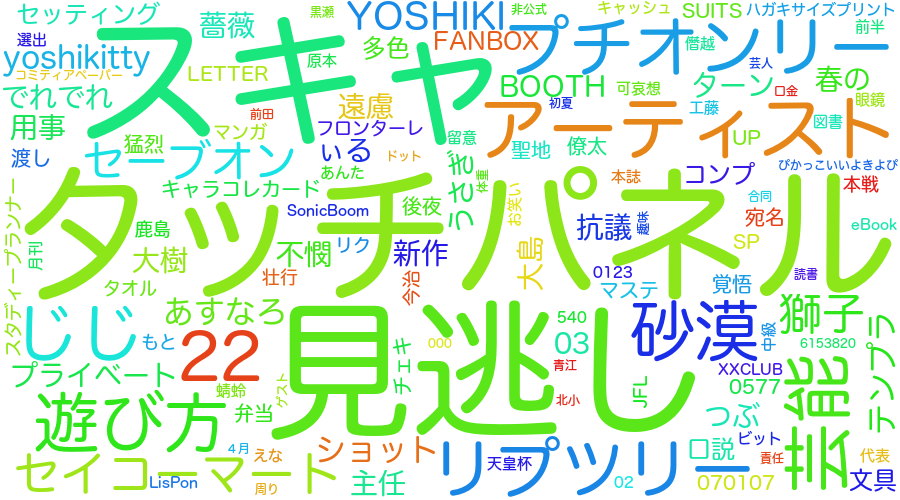 セッティング
薔薇
黒瀬
YOSHIKI
非公式
キャッシュ
SUITS
ハガキサイズプリント
選出
スキャ
多色
FANBOX
プチオンリー
僭越
前半
yoshikitty
原本
芸人
コミティアペーパー
LETTER
BOOTH
可哀想
ターン
春の
でれでれ
遠慮
初夏
口金
眼鏡
前田
アーティスト
工藤
図書
用事
マンガ
フロンターレ
留意
UP
猛烈
聖地
僚太
渡し
セーブオン
ぃる
ドット
ぴかっこいいよきよぴ
あんた
うさぎ
体重
コンプ
本誌
本戦
キャラコレカード
お笑い
合同
タッチパネル
SonicBoom
後夜
宛名
スタディープランナー
鹿島
抗議
eBook
リク
不憫
新作
大島
SP
月刊
大樹
0123
読書
壮行
今治
マステ
覚悟
タオル
あすなろ
獅子
じじ
見逃し
砂漠
540
中級
もと
22
03
000
6153820
テンプラ
青江
XXCLUB
プライベート
チェキ
JFL
0577
芸能
蜻蛉
ゲスト
遊び方
弁当
北小
つぶ
4月
ショット
ビット
えな
口説
代表
セイコーマート
リプツリー
天皇杯
責任
主任
LisPon
周り
02
070107
文具